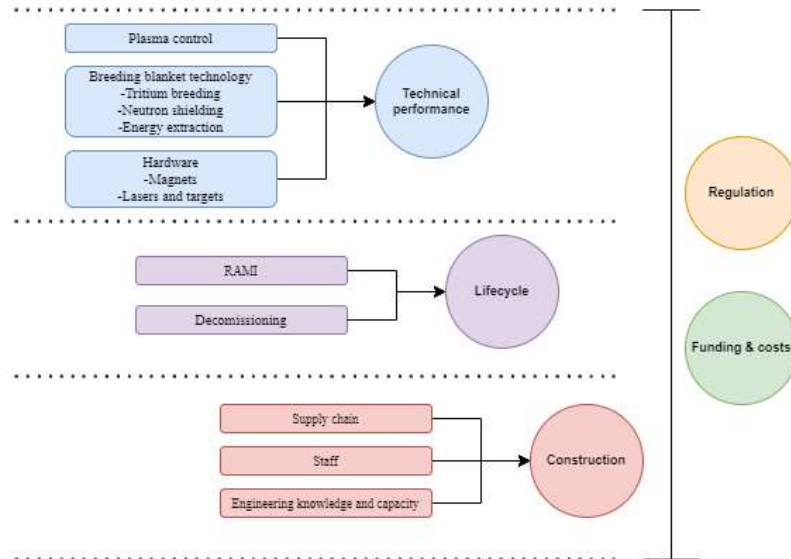 Plasma control
Breeding blanket technology
-Tritium breeding
-Neutron shielding
-Energy extraction
Hardware
-Magnets
-Lasers and targets
Technical
performance
RAMI
Decomissioning
Lifecycle
Supply chain
Staff
Engineering knowledge and capacity
Construction
Regulation
Funding & costs